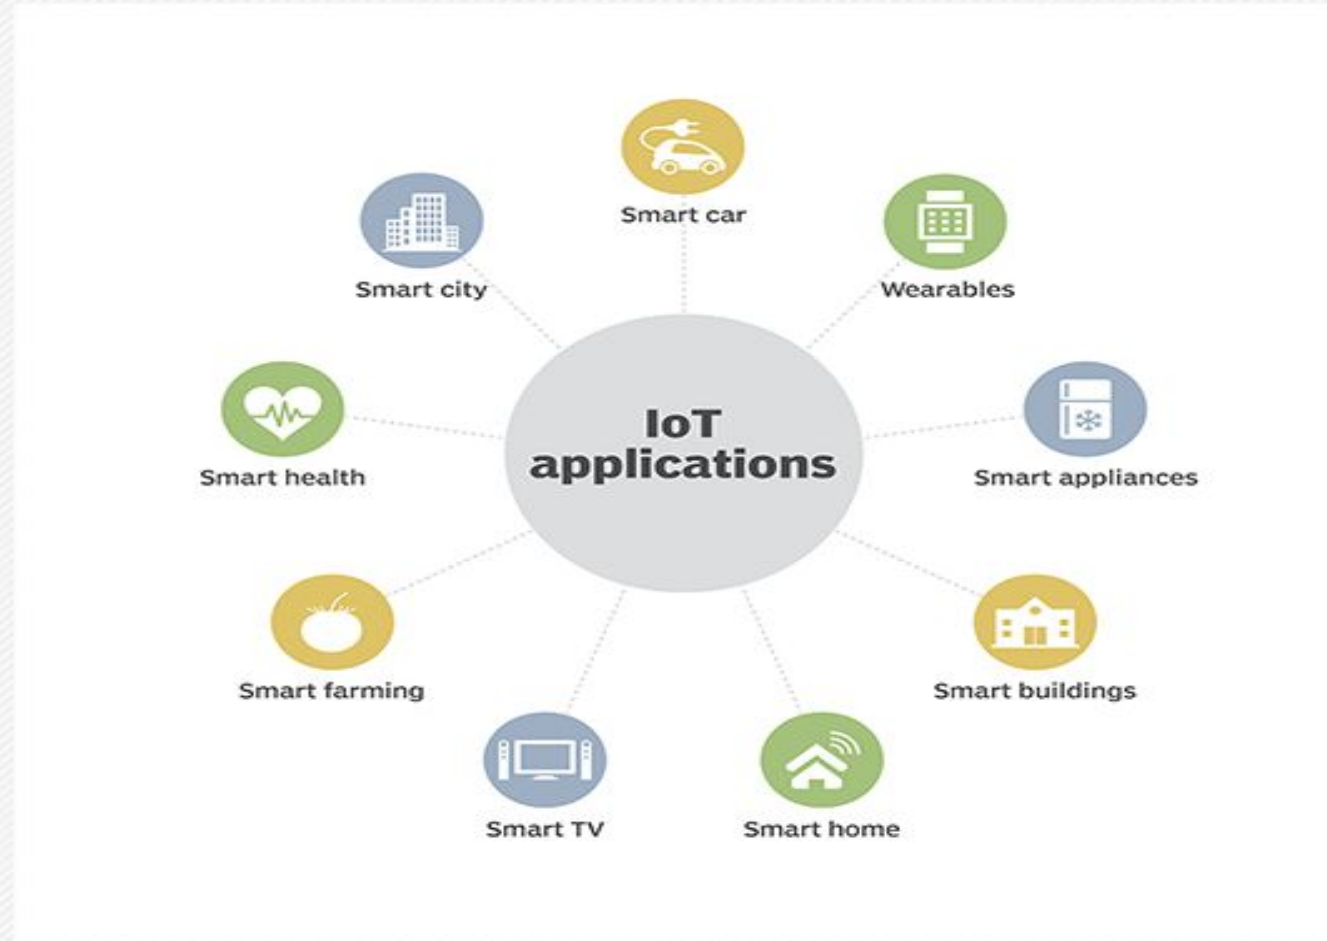 Smart car
Smart city
Wearables
IoT
applications
Smart health
Smart appliances
Smart farming
Smart buildings
Smart TV
Smart home